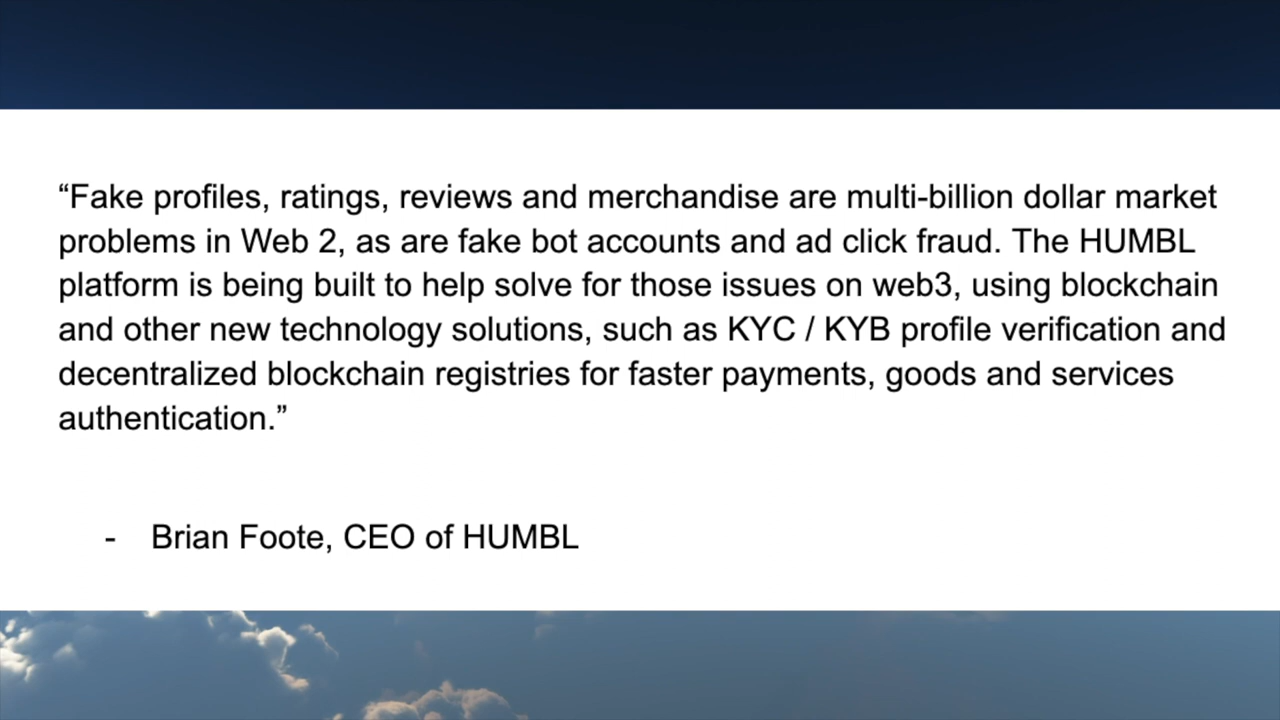 “Fake profiles, ratings, reviews and merchandise are multi-billion dollar market
problems in Web 2, as are fake bot accounts and ad click fraud. The HUMBL
platform is being built to help solve for those issues on web3, using blockchain
and other new technology solutions, such as KYC / KYB profile verification and
decentralized blockchain registries for faster payments, goods and services
authentication.”
- Brian Foote, CEO of HUMBL